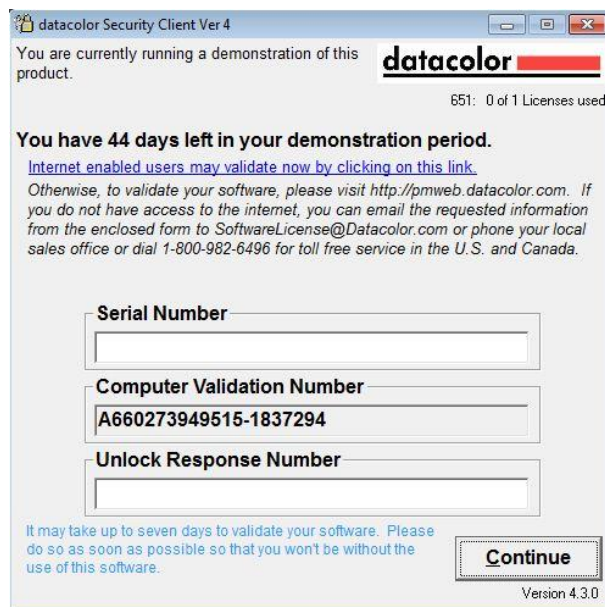 datacolor Security Client Ver 4
You are currently running a demonstration of this
product.
datacolor
651: 0 of 1 Licenses used
You have 44 days left in your demonstration period.
Internet enabled users may validate now by clicking on this link.
Otherwise, to validate your software, please visit http://pmweb.datacolor.com. If
you do not have access to the internet, you can email the requested information
from the enclosed form to SoftwareLicense@Datacolor.com or phone your local
sales office or dial 1-800-982-6496 for toll free service in the U.S. and Canada.
Serial Number
Computer Validation Number
A660273949515-1837294
Unlock Response Number
It may take up to seven days to validate your software. Please
do so as soon as possible so that you won't be without the
use of this software.
Continue
Version 4.3.0